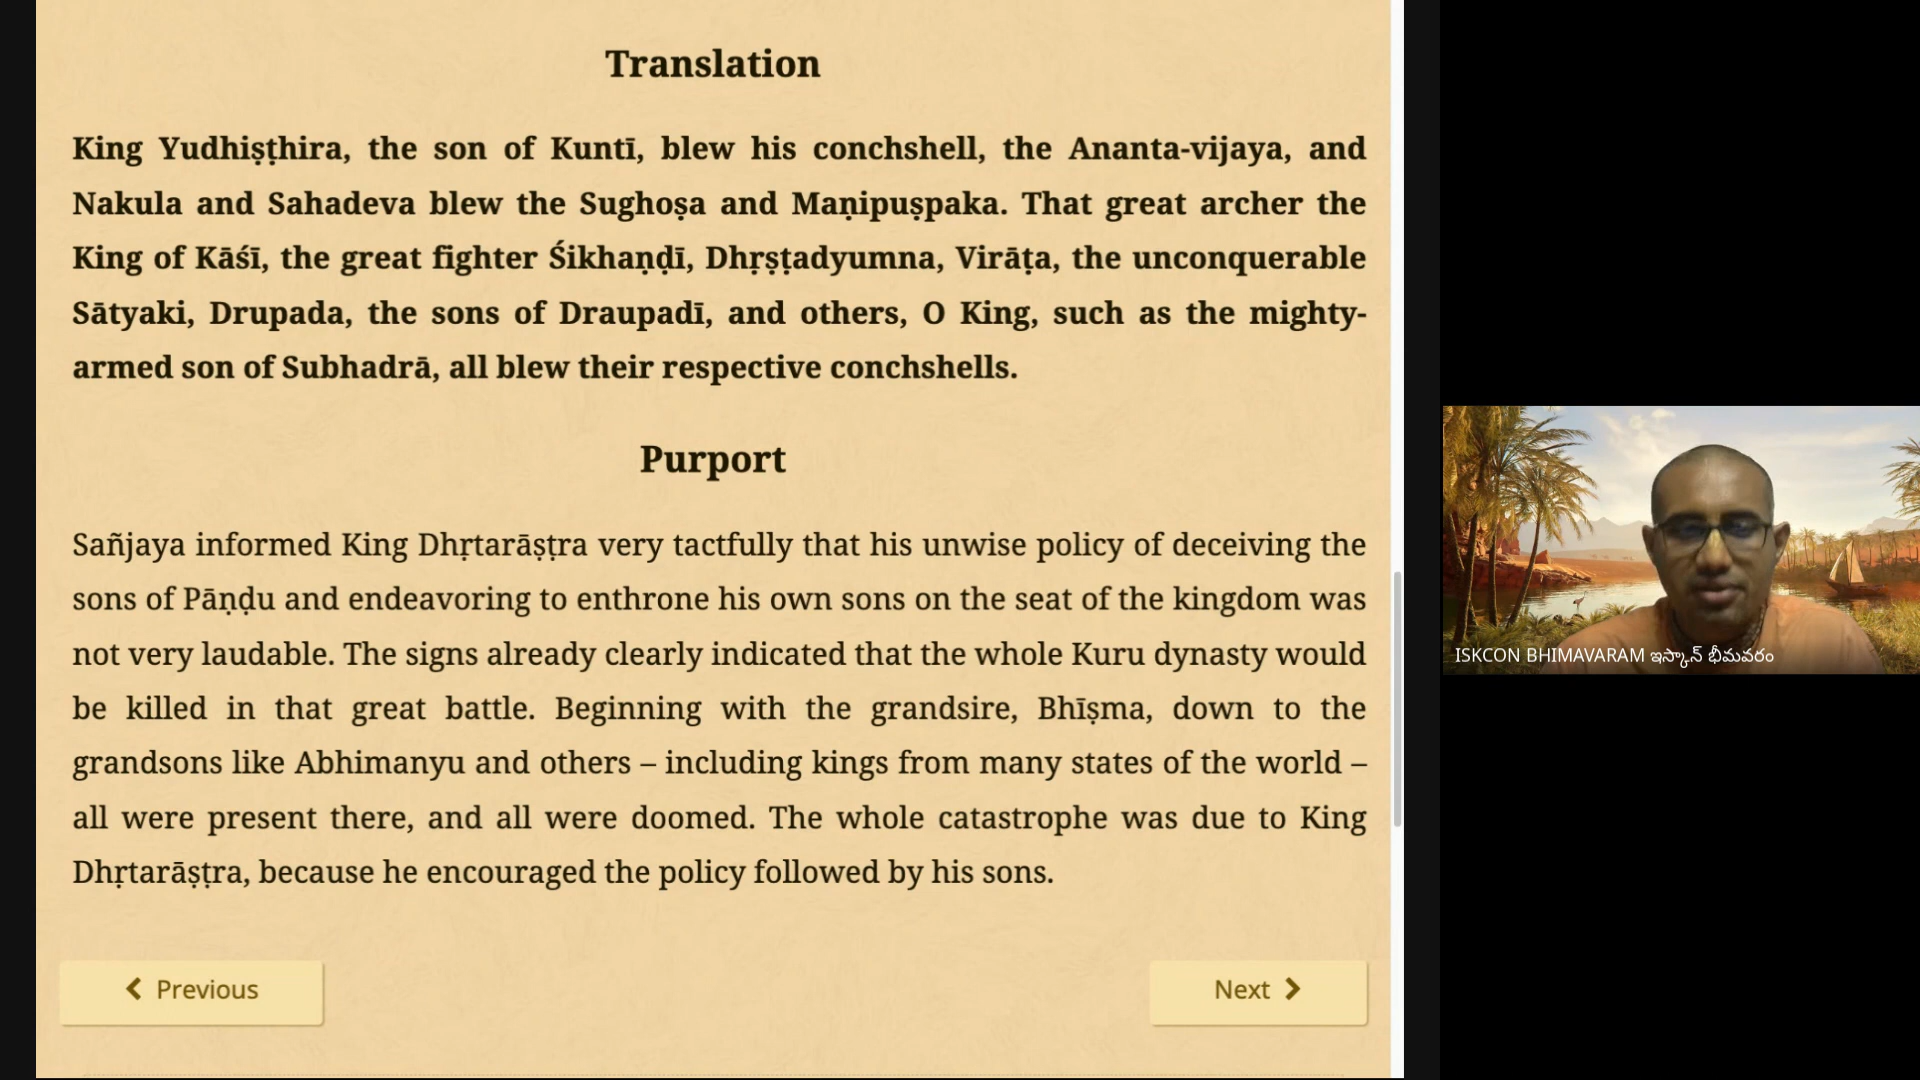 Translation
King Yudhiṣṭhira, the son of Kuntī, blew his conchshell, the Ananta-vijaya, and
Nakula and Sahadeva blew the Sughoṣa and Maṇipuṣpaka. That great archer the
King of Kāśī, the great fighter Śikhaṇḍī, Dhṛṣṭadyumna, Virāṭa, the unconquerable
Sātyaki, Drupada, the sons of Draupadī, and others, O King, such as the mighty-
armed son of Subhadrā, all blew their respective conchshells.
Purport
Sañjaya informed King Dhṛtarāṣṭra very tactfully that his unwise policy of deceiving the
sons of Pāṇḍu and endeavoring to enthrone his own sons on the seat of the kingdom was
not very laudable. The signs already clearly indicated that the whole Kuru dynasty would
be killed in that great battle. Beginning with the grandsire, Bhīṣma, down to the
grandsons like Abhimanyu and others – including kings from many states of the world –
all were present there, and all were doomed. The whole catastrophe was due to King
Dhṛtarāṣṭra, because he encouraged the policy followed by his sons.
Previous
Next
ISKCON BHIMAVARAM ఇస్కాన్ భీమవరం